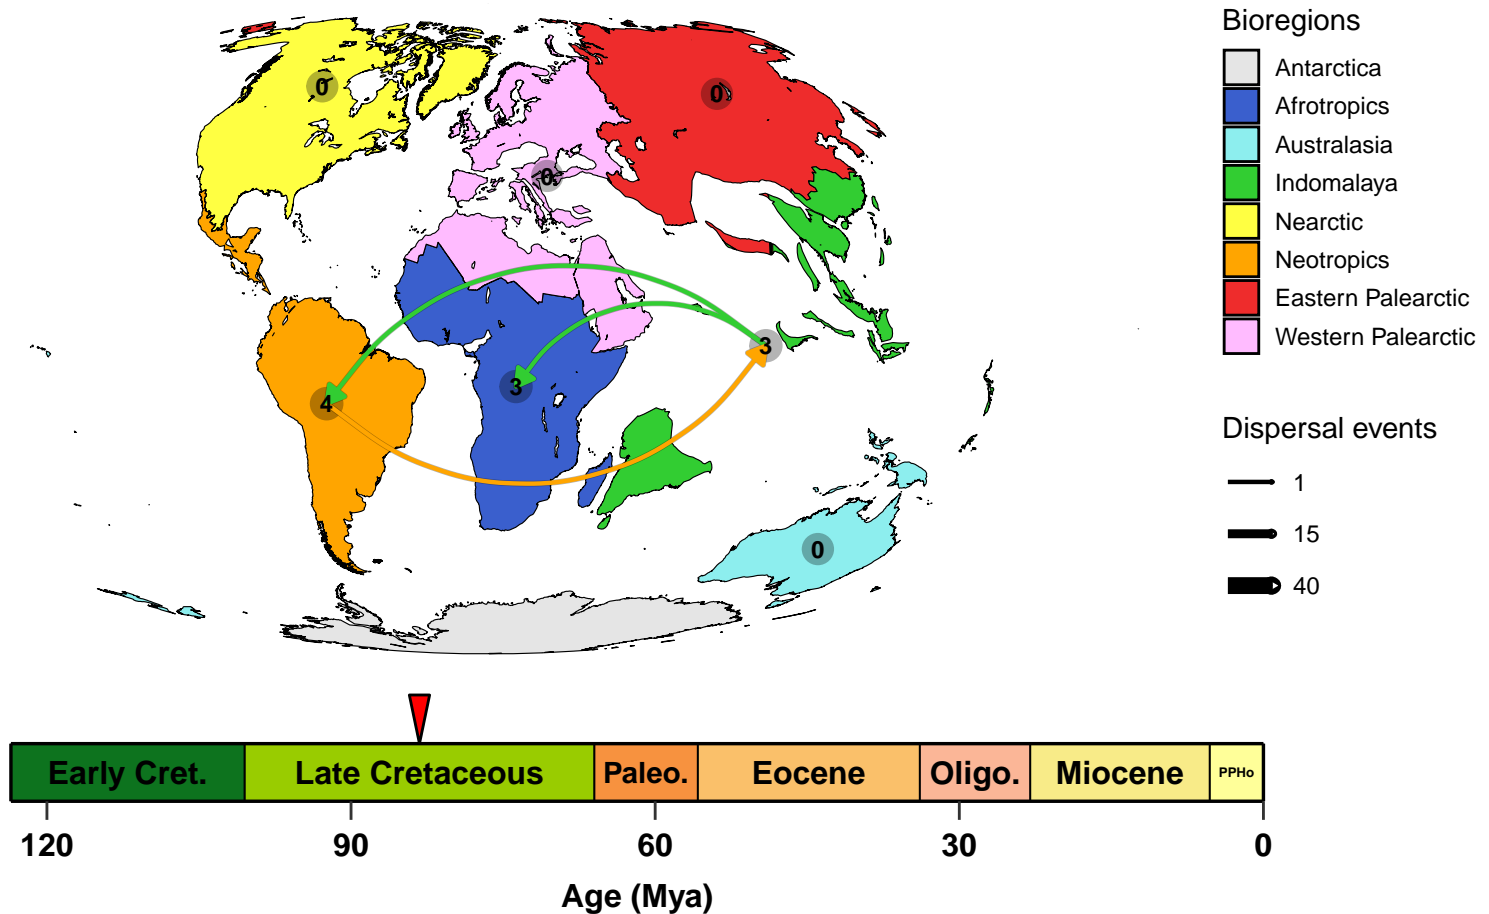 Bioregions
Antarctica
Afrotropics
Australasia
Indomalaya
Nearctic
Neotropics
Eastern Palearctic
Western Palearctic
Dispersal events
1
15
40
0
0
0
3
3
4
0
Early Cret.
Late Cretaceous
Paleo.
Eocene
Oligo.
Miocene
PPHo
120
90
60
30
0
Age (Mya)